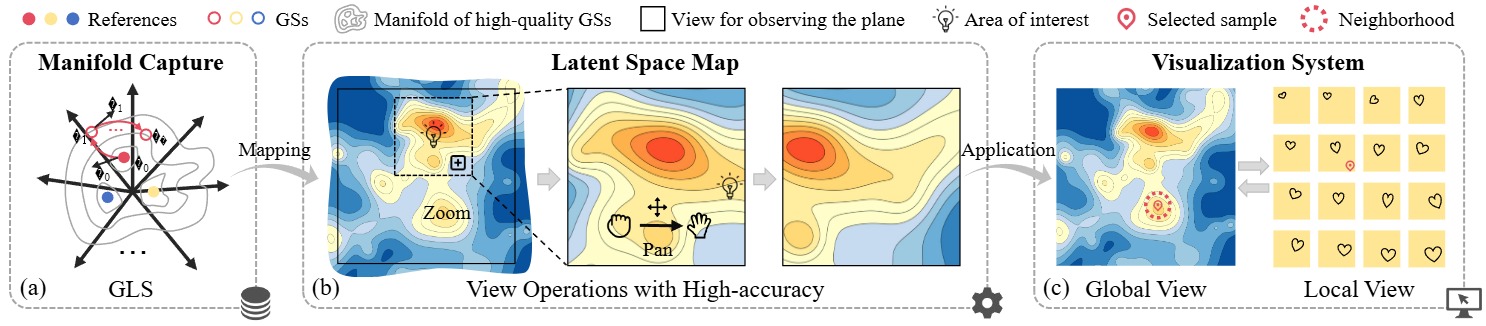 References
GSs
Manifold of high-quality GSs
View for observing the plane
Area of interest
Selected sample
Neighborhood
Manifold Capture
...
...
(a)
GLS
Mapping
Latent Space Map
Zoom
Pan
(b)
View Operations with High-accuracy
Application
Visualization System
(c)
Global View
Local View